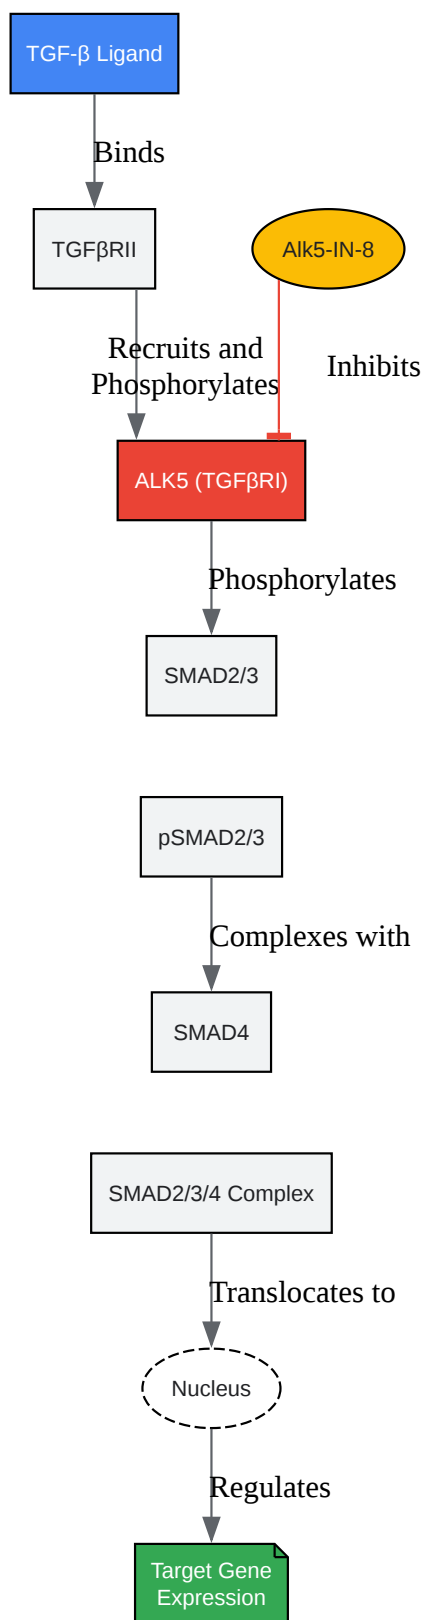 TGF-β Ligand
Binds
TGFβRII
Alk5-IN-8
Recruits and
Phosphorylates
Inhibits
ALK5 (TGFβRI)
Phosphorylates
SMAD2/3
pSMAD2/3
Complexes with
SMAD4
SMAD2/3/4 Complex
Translocates to
Nucleus
Regulates
Target Gene
Expression